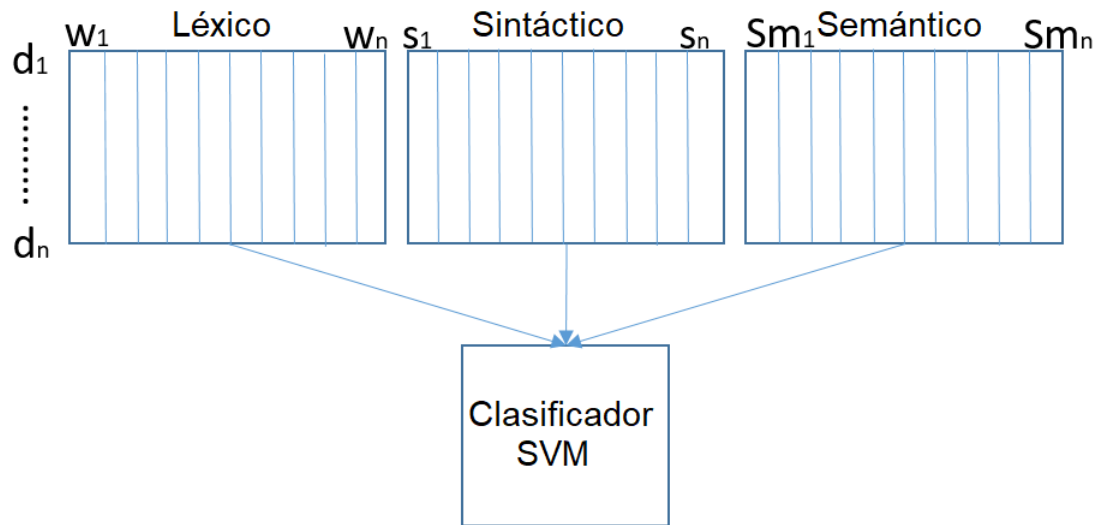 w1 Léxico wn s1 Sintáctico sn Sm1 Semántico Smn
d1
dn
Clasificador
SVM